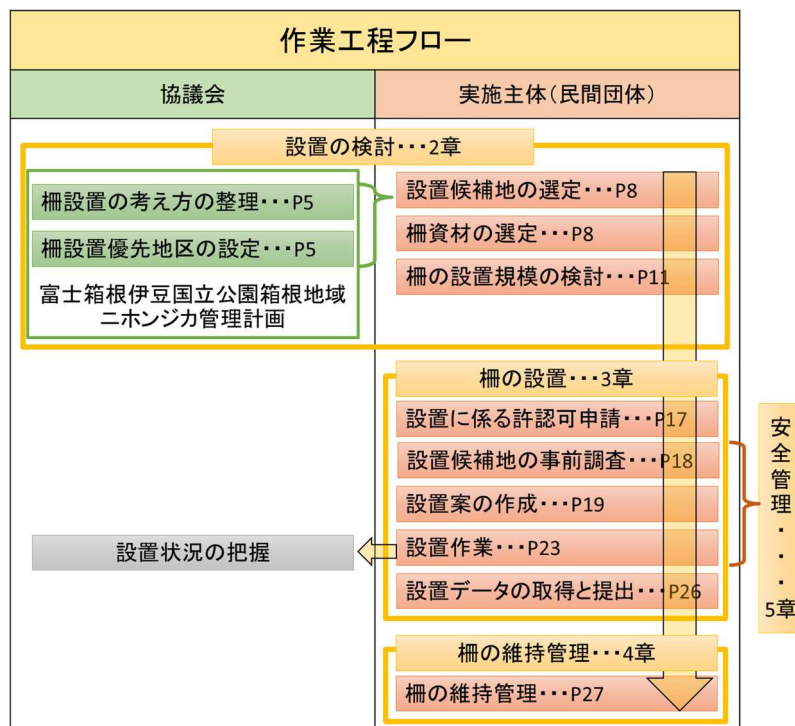 作業工程フロー
協議会
実施主体(民間団体)
設置の検討・・・2章
柵設置の考え方の整理・・・P5
柵設置優先地区の設定・・・P5
富士箱根伊豆国立公園箱根地域
ニホンジカ管理計画
設置候補地の選定・・・P8
柵資材の選定・・・P8
柵の設置規模の検討・・・P11
柵の設置・・・3章
設置に係る許認可申請・・・P17
設置候補地の事前調査・・・P18
設置案の作成・・・P19
設置作業・・・P23
設置データの取得と提出・・・P26
設置状況の把握
安全管理・・・5章
柵の維持管理・・・4章
柵の維持管理・・・P27